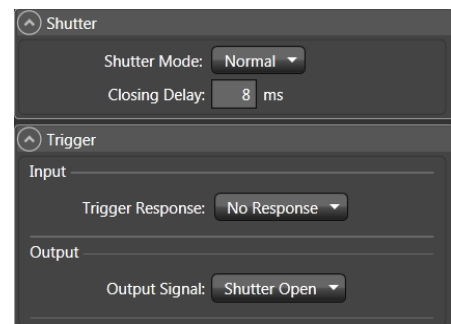 Shutter
Shutter Mode: Normal
Closing Delay: 8 ms
Trigger
Input
Trigger Response: No Response
Output
Output Signal: Shutter Open